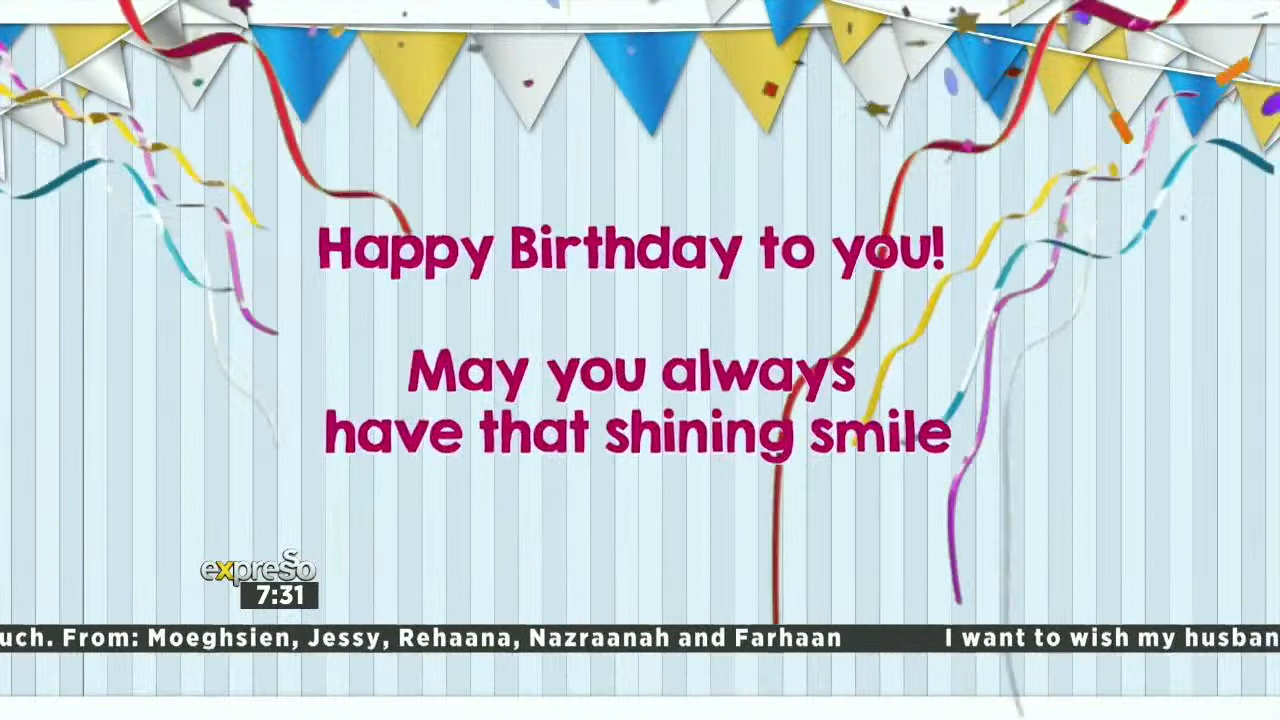 Happy Birthday to you!
May you always
have that shining smile
expreSso
7:31
uch. From: Moeghsien, Jessy, Rehaana, Nazraanah and Farhaan
I want to wish my husban